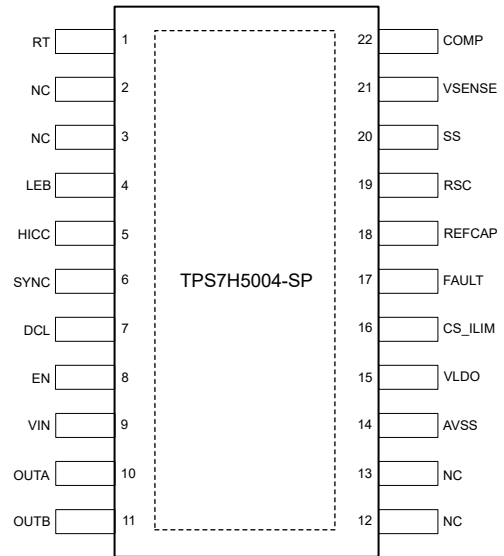 RT 1 22 COMP
NC 2 21 VSENSE
NC 3 20 SS
LEB 4 19 RSC
HICC 5 18 REFCAP
SYNC 6 TPS7H5004-SP 17 FAULT
DCL 7 16 CS_ILIM
EN 8 15 VLDO
VIN 9 14 AVSS
OUTA 10 13 NC
OUTB 11 12 NC